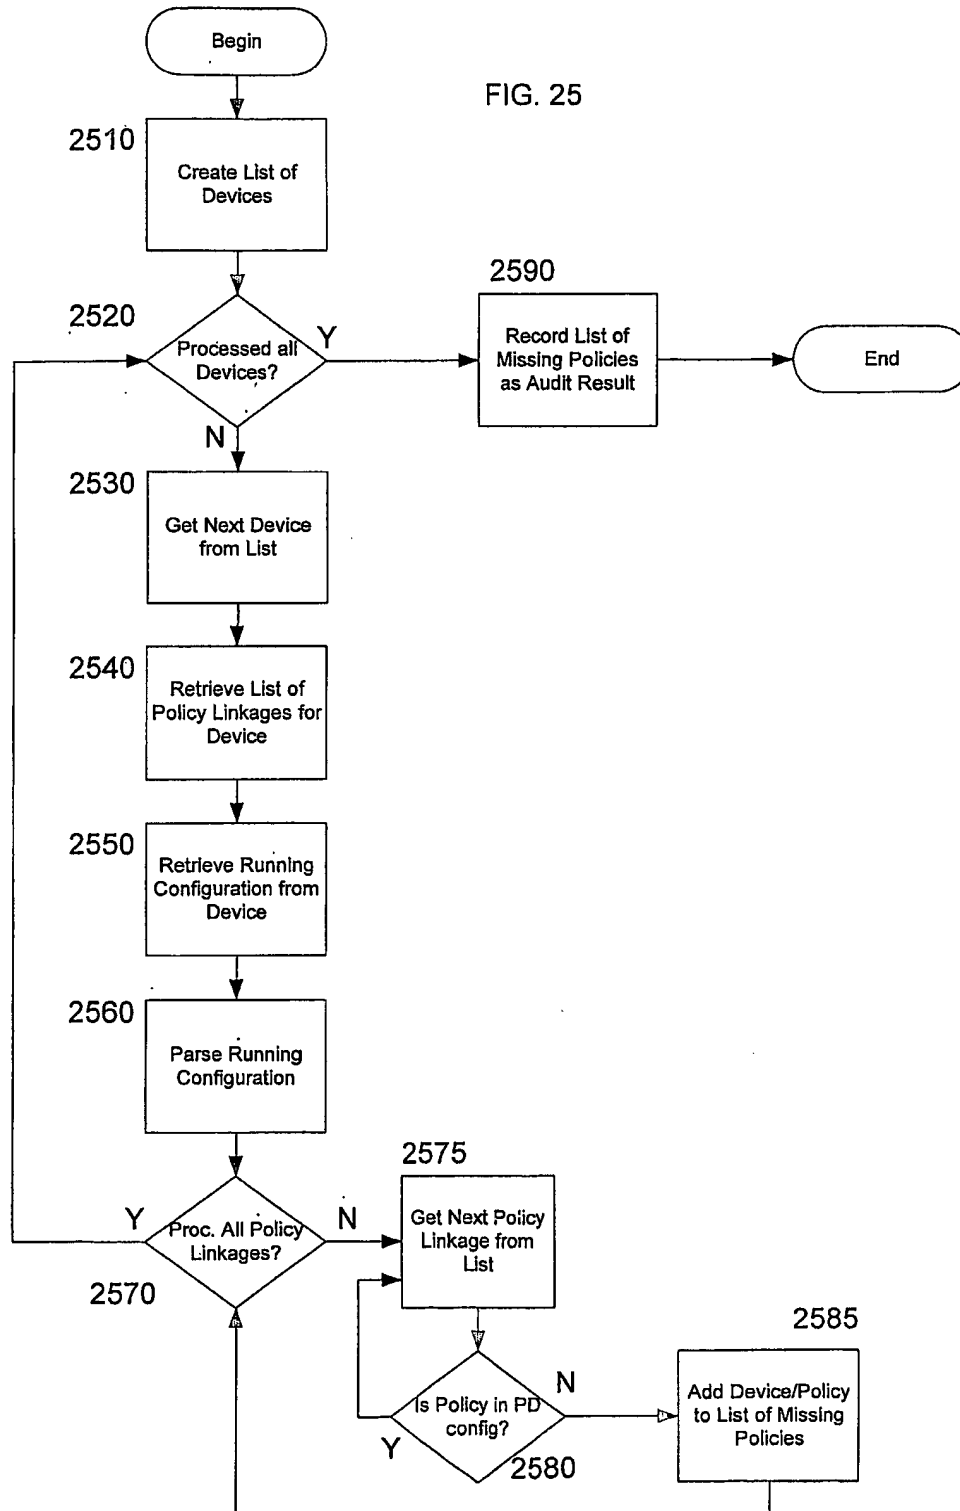 Begin
FIG. 25
2510
Create List of
Devices
2520
Processed all
Devices?
Y
N
2590
Record List of
Missing Policies
as Audit Result
End
2530
Get Next Device
from List
2540
Retrieve List of
Policy Linkages for
Device
2550
Retrieve Running
Configuration from
Device
2560
Parse Running
Configuration
Y
Proc. All Policy
Linkages?
N
2570
2575
Get Next Policy
Linkage from
List
Is Policy in PD
config?
Y
N
2580
2585
Add Device/Policy
to List of Missing
Policies